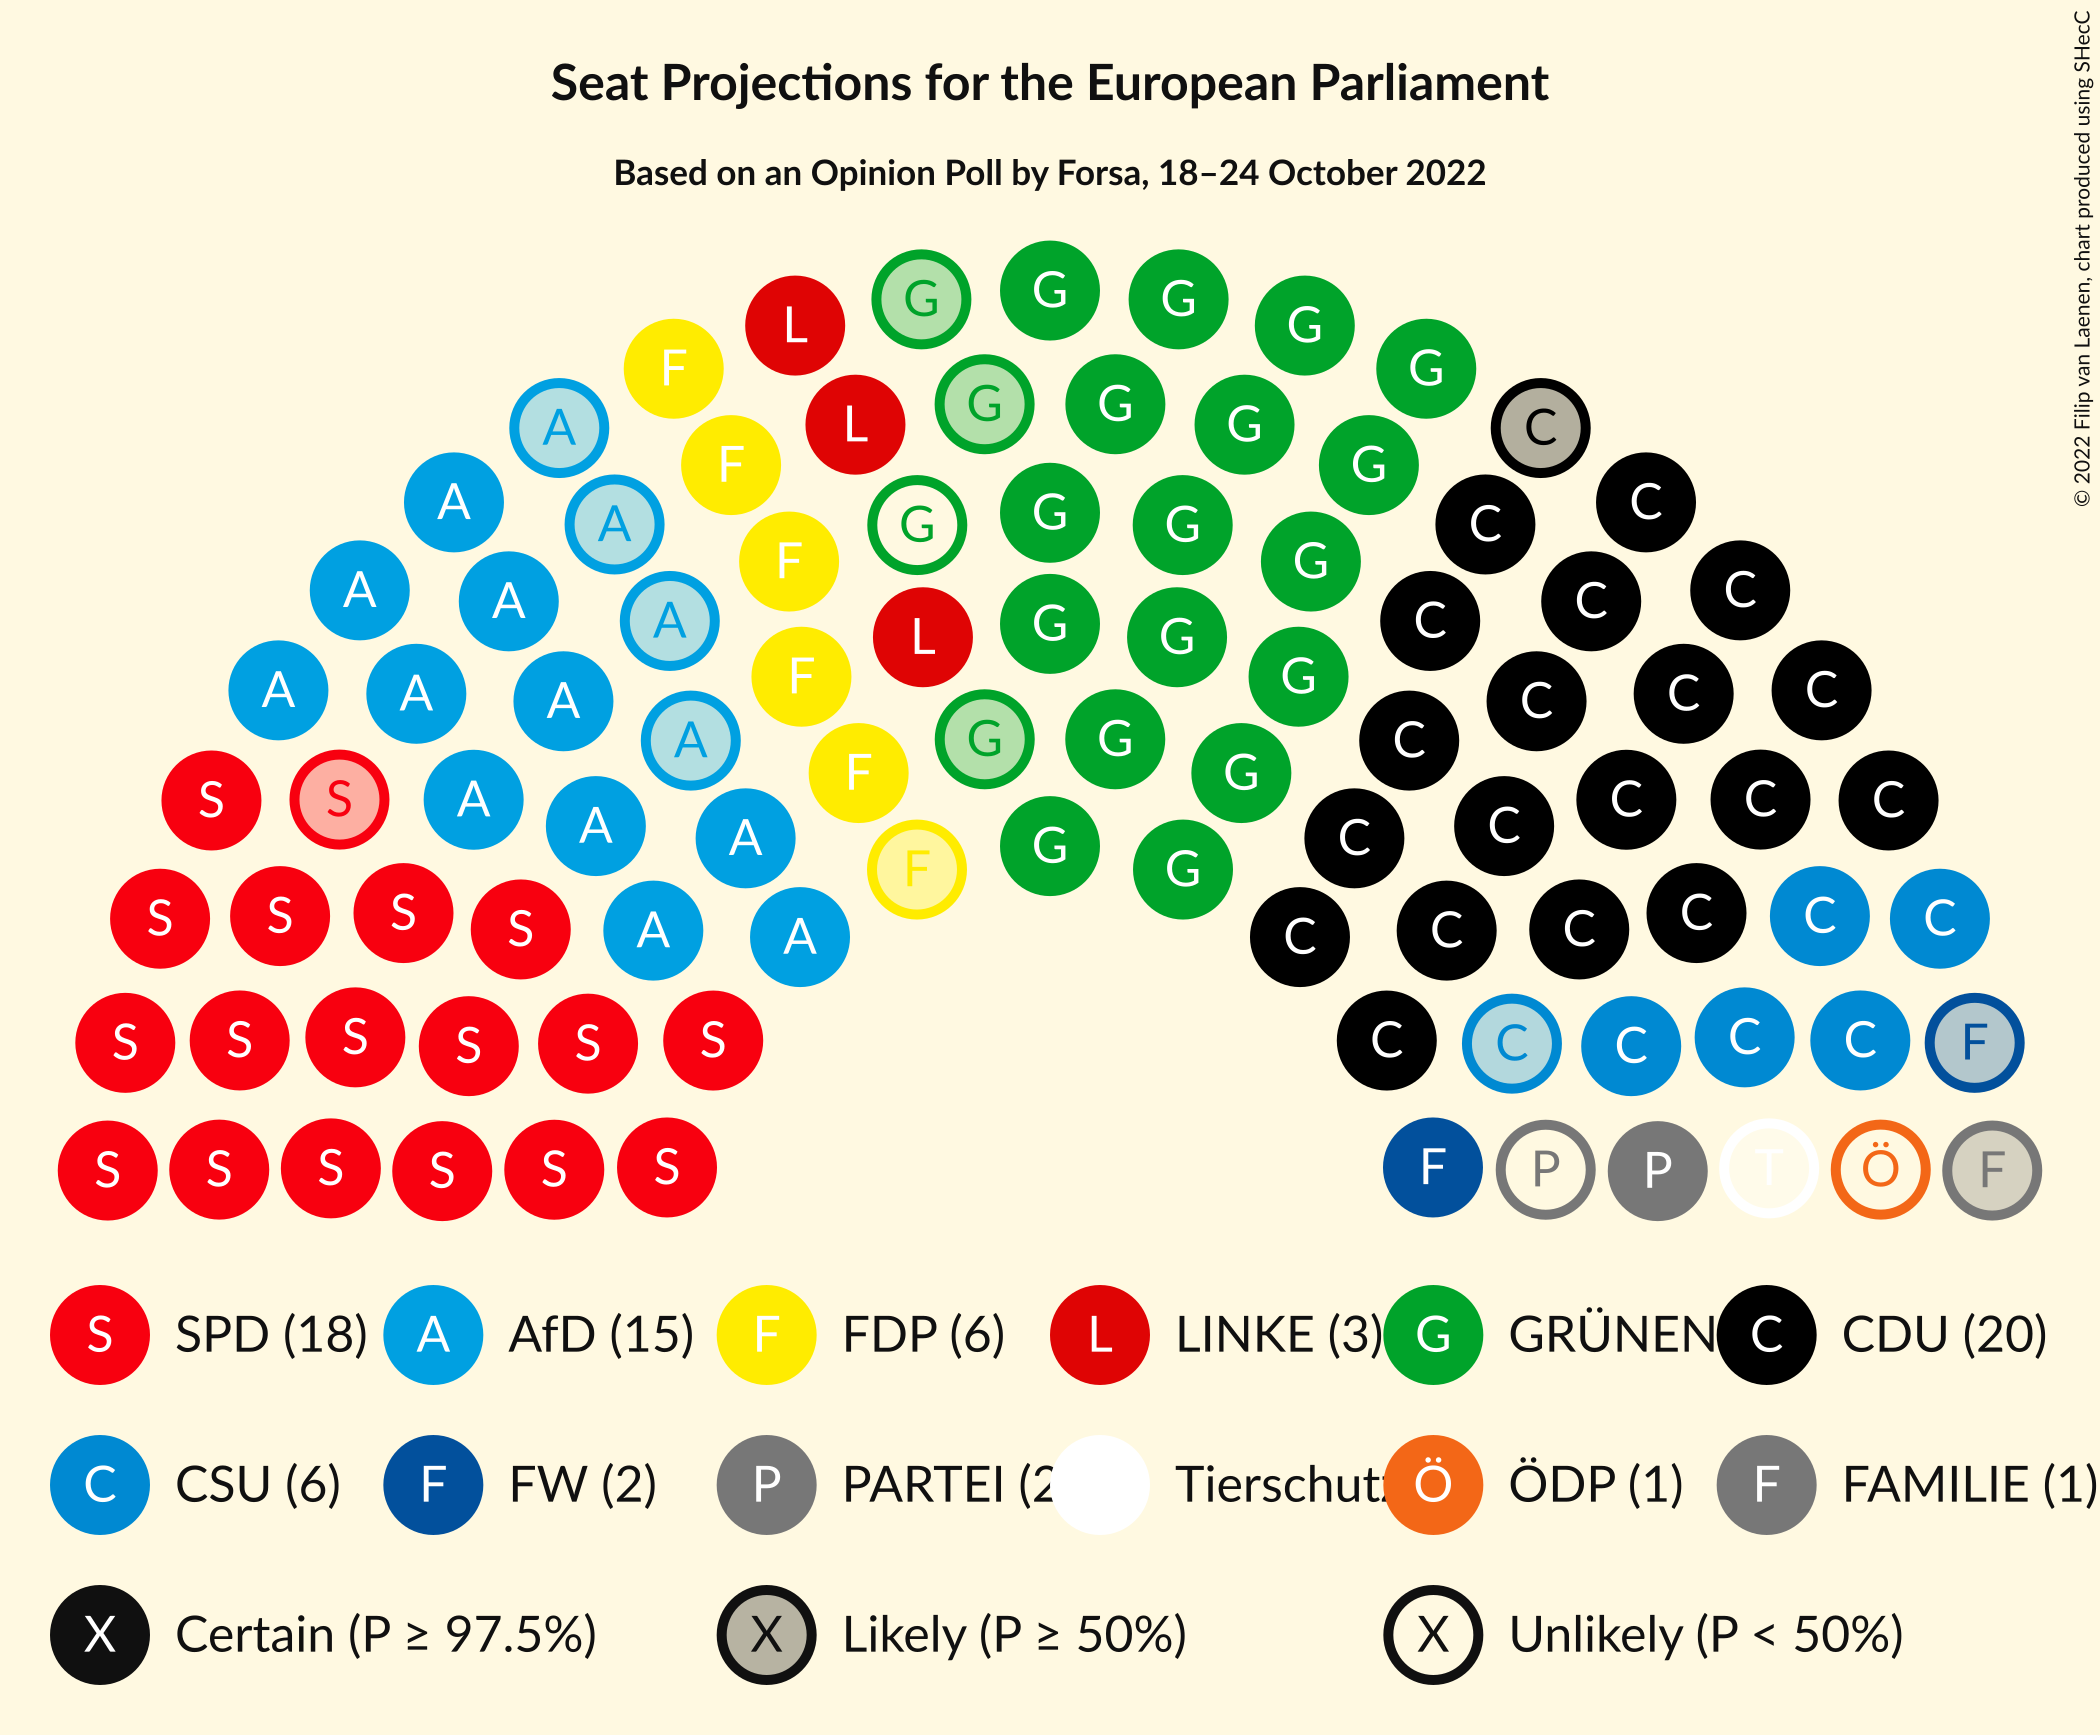 Seat Projections for the European Parliament
Based on an Opinion Poll by Forsa, 18–24 October 2022
© 2022 Filip van Laenen, chart produced using SHecC
G G G G
L G
F G G G C
L G G
A F G C
A F G G G C C
A F G G G C C
A A L G G G C C
A A F G G C C
A A A G G G C C C
S S A A A F G G C C C C C
S S S S A A F G G C C C C C C
S S S S S S C C C C C F
S S S S S S F P P T Ö F
S SPD (18) A AfD (15) F FDP (6) L LINKE (3) G GRÜNEN C CDU (20)
C CSU (6) F FW (2) P PARTEI (2 Tierschutz Ö ÖDP (1) F FAMILIE (1)
X Certain (P ≥ 97.5%) X Likely (P ≥ 50%) X Unlikely (P < 50%)